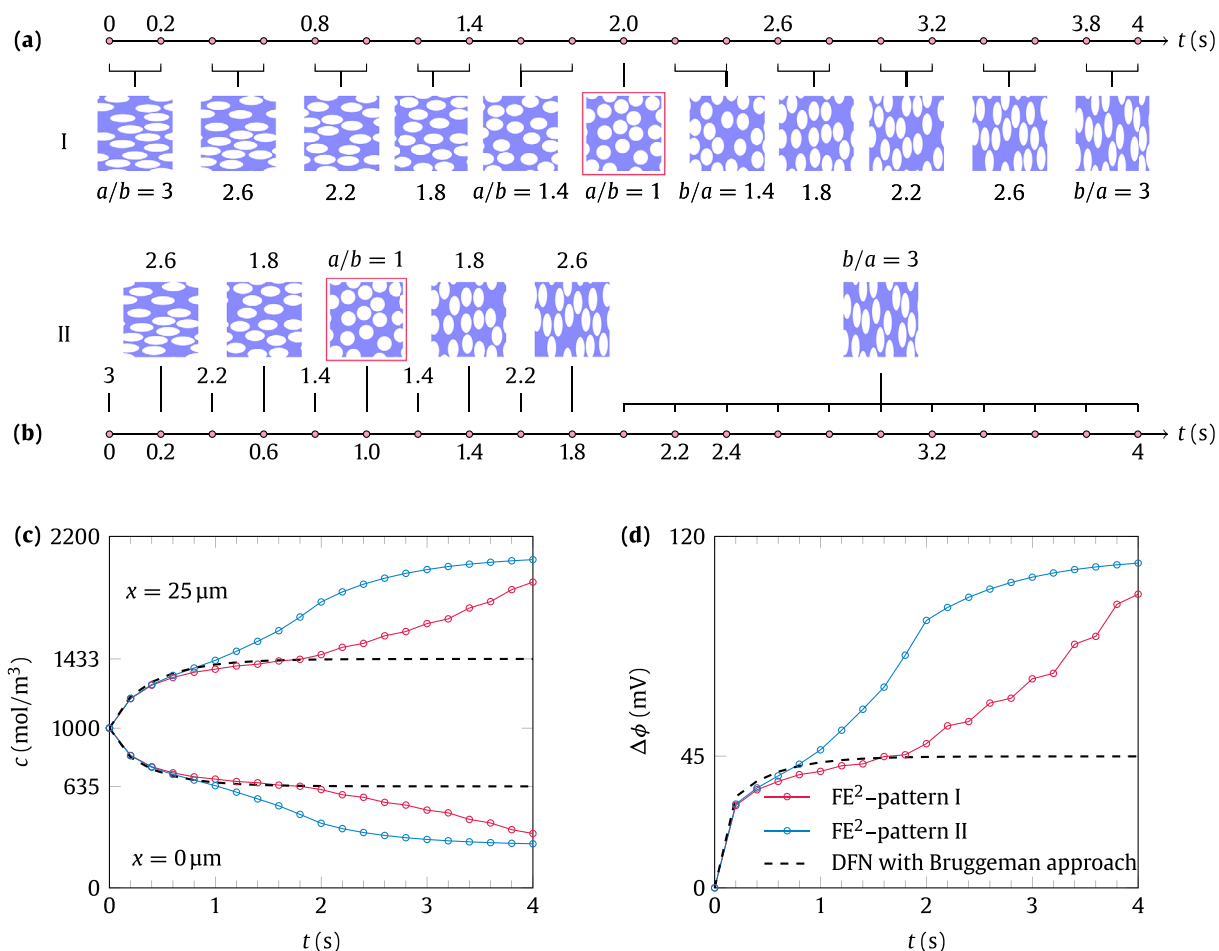 0 0.2 0.8 1.4 2.0 2.6 3.2 3.8 4
(a) t (s)
I
a/b = 3 2.6 2.2 1.8 a/b = 1.4 a/b = 1 b/a = 1.4 1.8 2.2 2.6 b/a = 3
2.6 1.8 a/b = 1 1.8 2.6 b/a = 3
II
3 2.2 1.4 1.4 2.2
(b) t (s)
0 0.2 0.6 1.0 1.4 1.8 2.2 2.4 3.2 4
(c)
2200
x = 25 μm
1433
1000
635
x = 0 μm
0
c (mol/m³)
0 1 2 3 4
t (s)
(d)
120
45
0
Δϕ (mV)
FE²–pattern I
FE²–pattern II
DFN with Bruggeman approach
0 1 2 3 4
t (s)